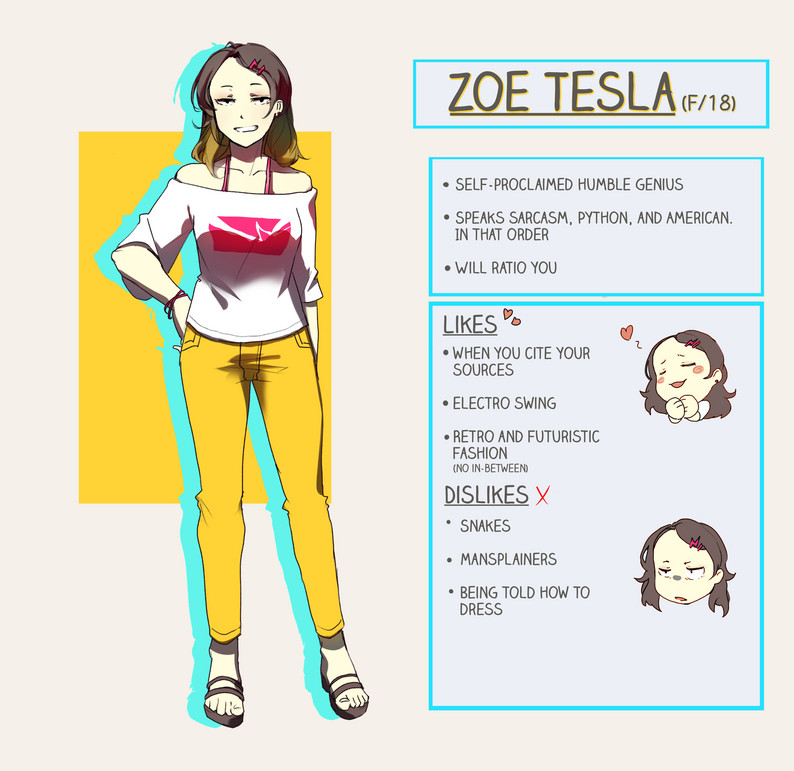 ZOE TESLA (F/18)
• SELF-PROCLAIMED HUMBLE GENIUS
• SPEAKS SARCASM, PYTHON, AND AMERICAN.
IN THAT ORDER
• WILL RATIO YOU
LIKES
• WHEN YOU CITE YOUR
SOURCES
• ELECTRO SWING
• RETRO AND FUTURISTIC
FASHION
(NO IN-BETWEEN)
DISLIKES X
• SNAKES
• MANSPLAINERS
• BEING TOLD HOW TO
DRESS